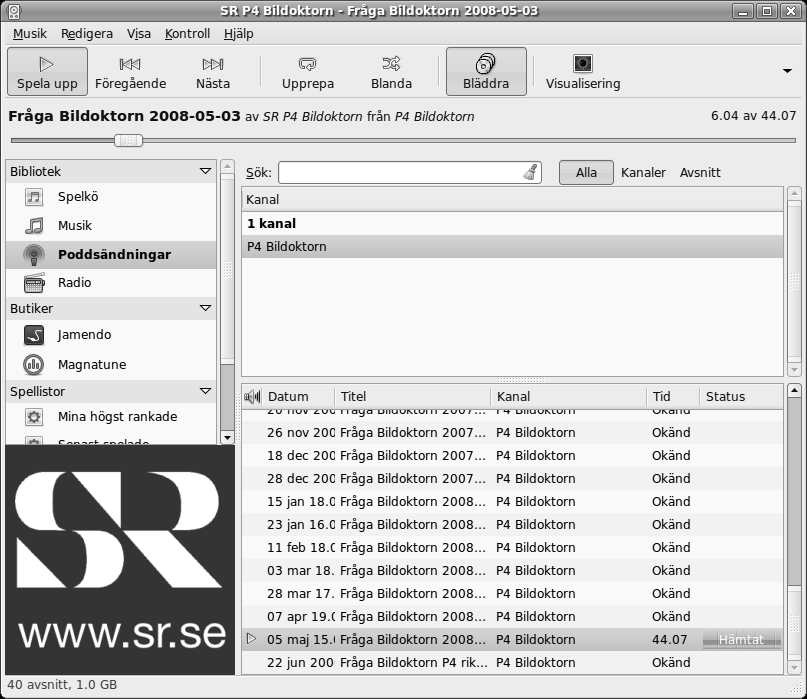 SR P4 Bildoktorn - Fråga Bildoktorn 2008-05-03
Musik Redigera Visa Kontroll Hjälp
Spela upp Föregående Nästa Upprepa Blanda Bläddra Visualisering
Fråga Bildoktorn 2008-05-03 av SR P4 Bildoktorn från P4 Bildoktorn 6.04 av 44.07
Bibliotek
Spelkö
Musik
Poddsändningar
Radio
Butiker
Jamendo
Magnatune
Spellistor
Mina högst rankade
Senast spelade
SR
www.sr.se
Sök: Alla Kanaler Avsnitt
Kanal
1 kanal
P4 Bildoktorn
Datum Titel Kanal Tid Status
20 nov 200 Fråga Bildoktorn 2007... P4 Bildoktorn Okänd
26 nov 200 Fråga Bildoktorn 2007... P4 Bildoktorn Okänd
18 dec 200 Fråga Bildoktorn 2007... P4 Bildoktorn Okänd
28 dec 200 Fråga Bildoktorn 2007... P4 Bildoktorn Okänd
15 jan 18.0 Fråga Bildoktorn 2008... P4 Bildoktorn Okänd
23 jan 16.0 Fråga Bildoktorn 2008... P4 Bildoktorn Okänd
11 feb 18.0 Fråga Bildoktorn 2008... P4 Bildoktorn Okänd
03 mar 18. Fråga Bildoktorn 2008... P4 Bildoktorn Okänd
28 mar 17. Fråga Bildoktorn 2008... P4 Bildoktorn Okänd
07 apr 19.0 Fråga Bildoktorn 2008... P4 Bildoktorn Okänd
05 maj 15. Fråga Bildoktorn 2008... P4 Bildoktorn 44.07 Hämtat
22 jun 200 Fråga Bildoktorn P4 rik... P4 Bildoktorn Okänd
40 avsnitt, 1.0 GB